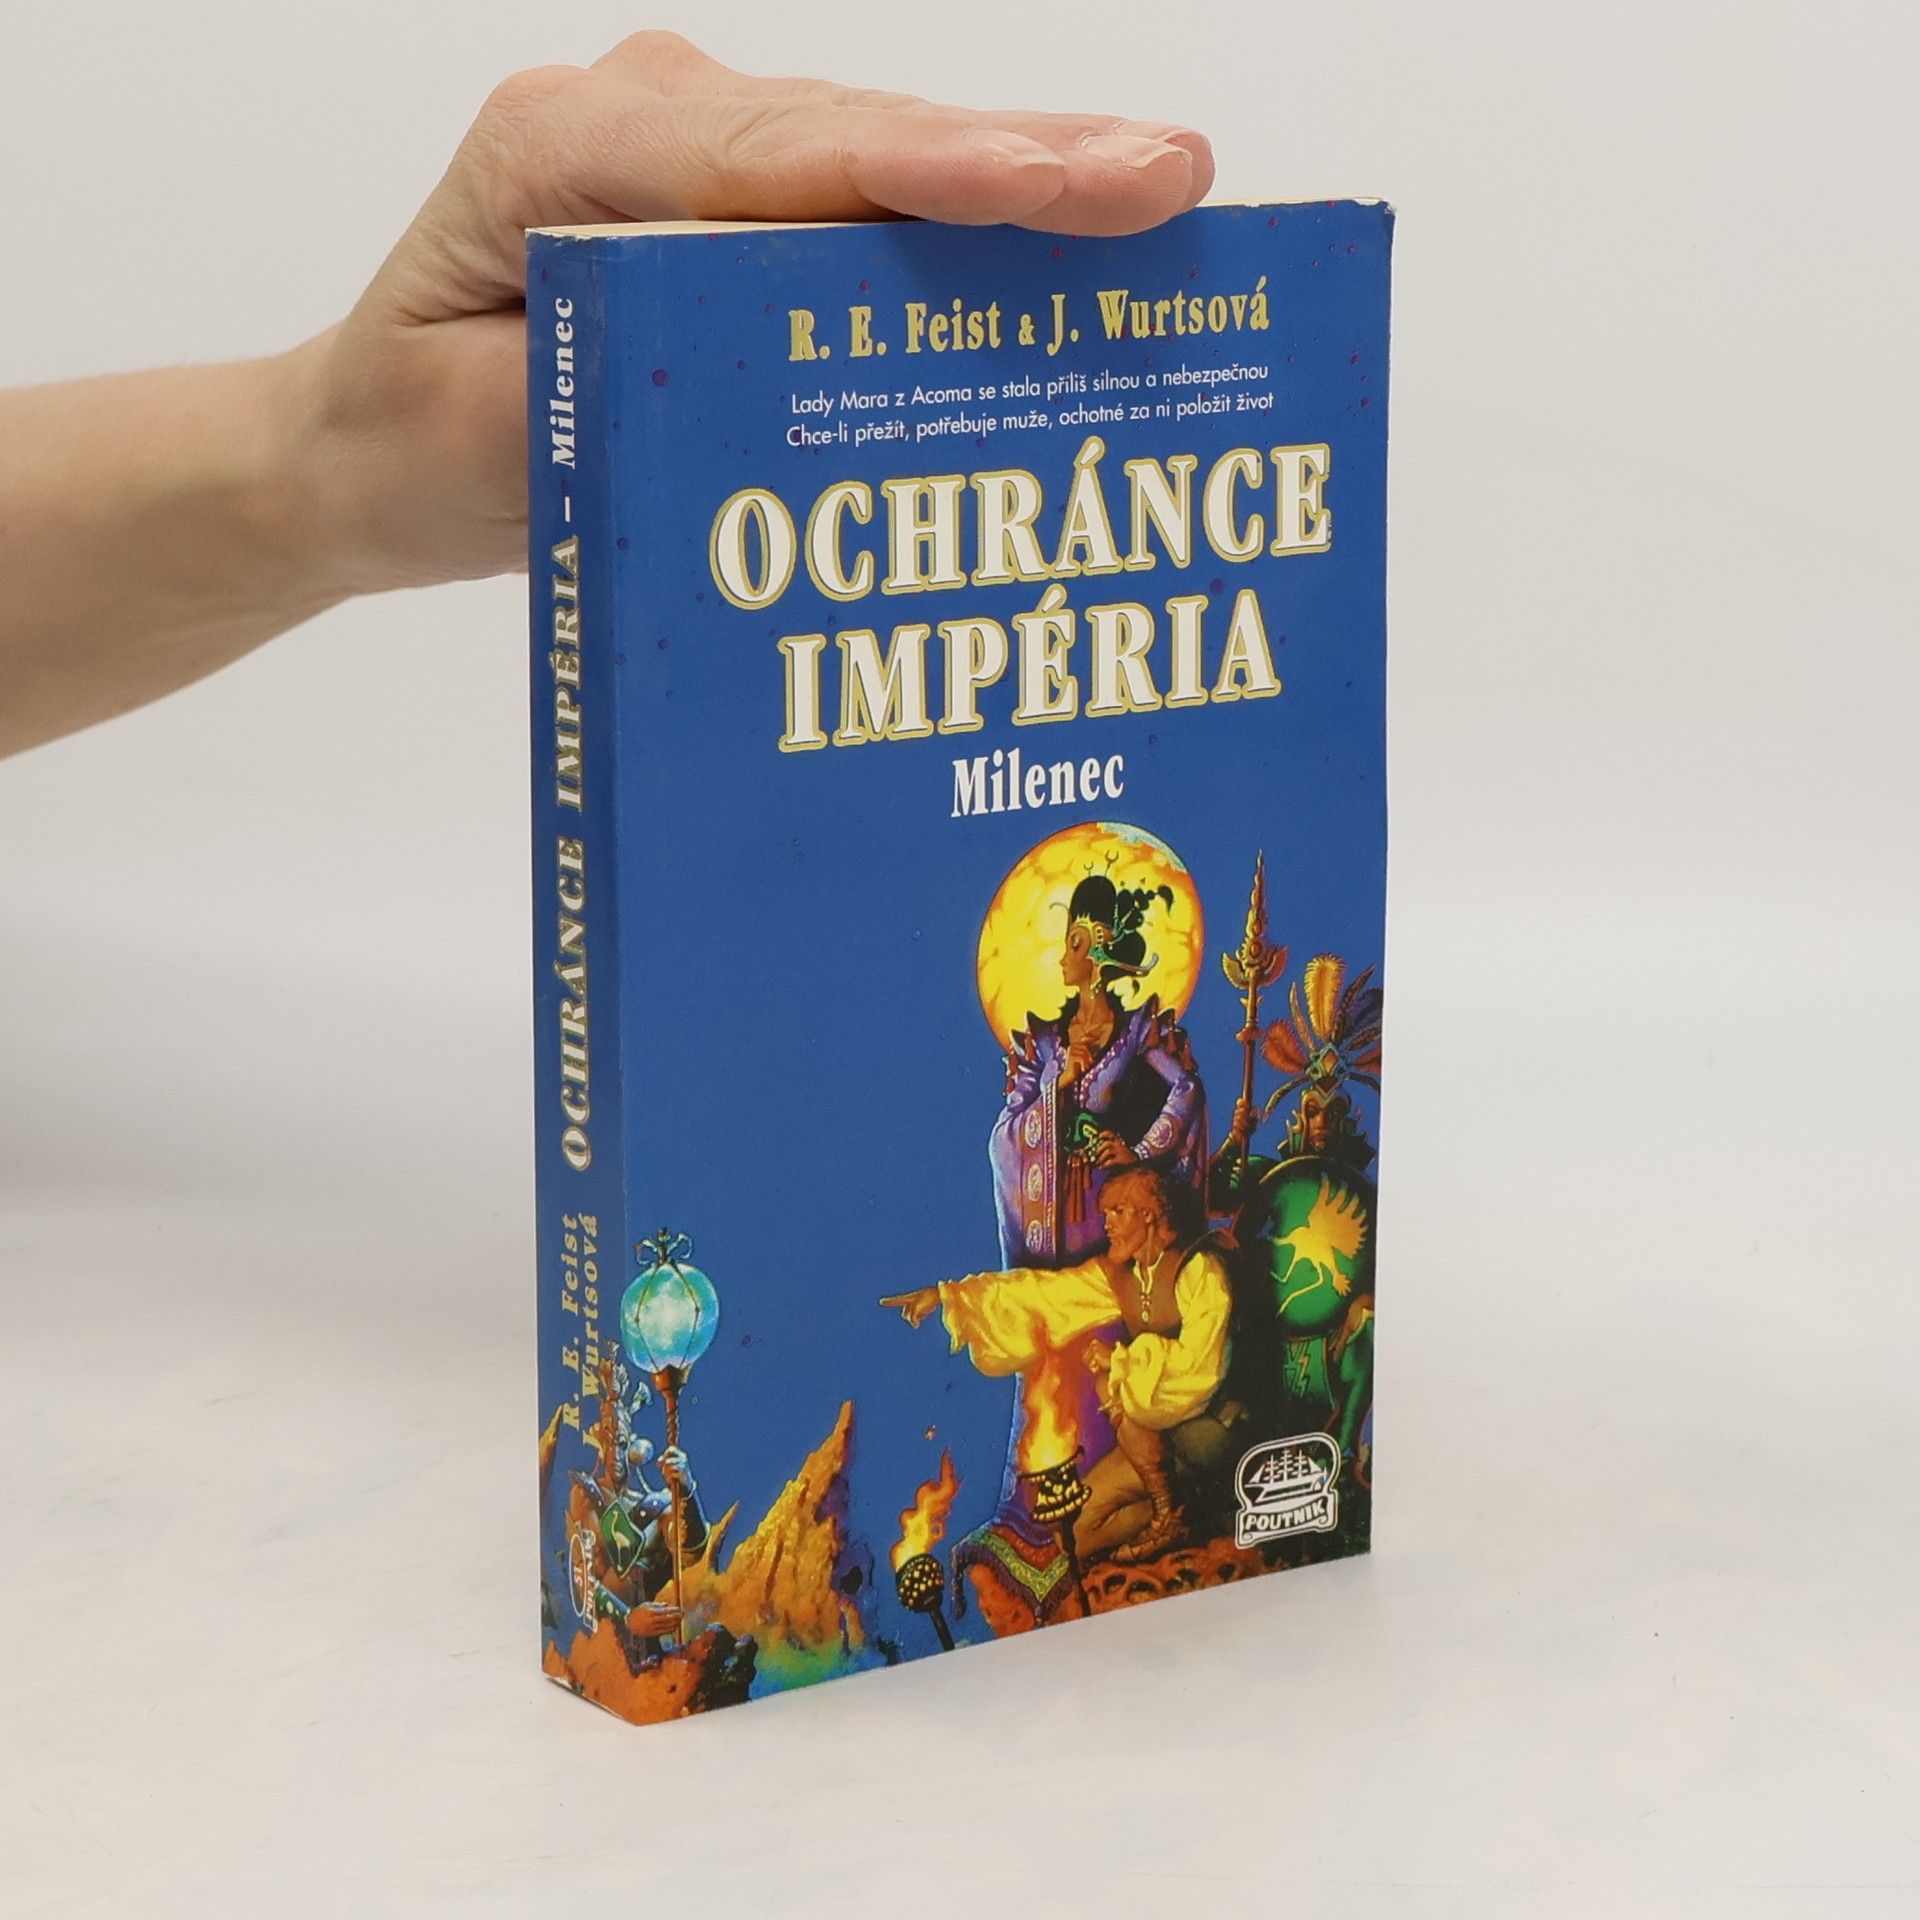 R. E. Feist & J. Wurtsová
Lady Mara z Acoma se stala příliš silnou a nebezpečnou
Chce-li přežít, potřebuje muže, ochotné za ni položit život
OCHRÁNCE
IMPÉRIA
Milenec
POUTNIK
R. E. Feist
J. Wurtsová
OCHRÁNCE IMPÉRIA – Milenec